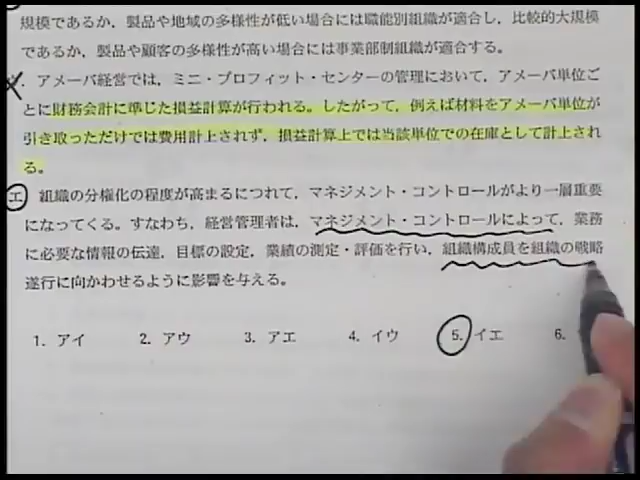 規模であるか，製品や地域の多様性が低い場合には職能別組織が適合し，比較的大規模
であるか，製品や顧客の多様性が高い場合には事業部制組織が適合する。
．アメーバ経営では，ミニ・プロフィット・センターの管理において，アメーバ単位ご
とに財務会計に準じた損益計算が行われる。したがって，例えば材料をアメーバ単位が
引き取っただけでは費用計上されず，損益計算上では当該単位での在庫として計上され
る。
エ 組織の分権化の程度が高まるにつれて，マネジメント・コントロールがより一層重要
になってくる。すなわち，経営管理者は，マネジメント・コントロールによって，業務
に必要な情報の伝達，目標の設定，業績の測定・評価を行い，組織構成員を組織の戦略
遂行に向かわせるように影響を与える。
1. アイ 2. アウ 3. アエ 4. イウ 5. イエ 6.